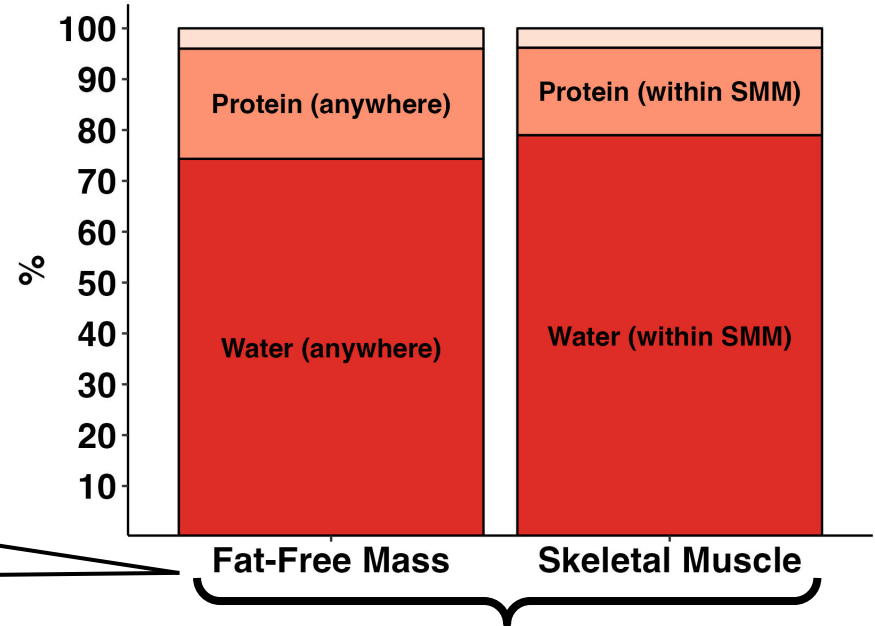 100
90
80
70
60
50
40
30
20
10
%
Protein (anywhere)
Protein (within SMM)
Water (anywhere)
Water (within SMM)
Fat-Free Mass
Skeletal Muscle